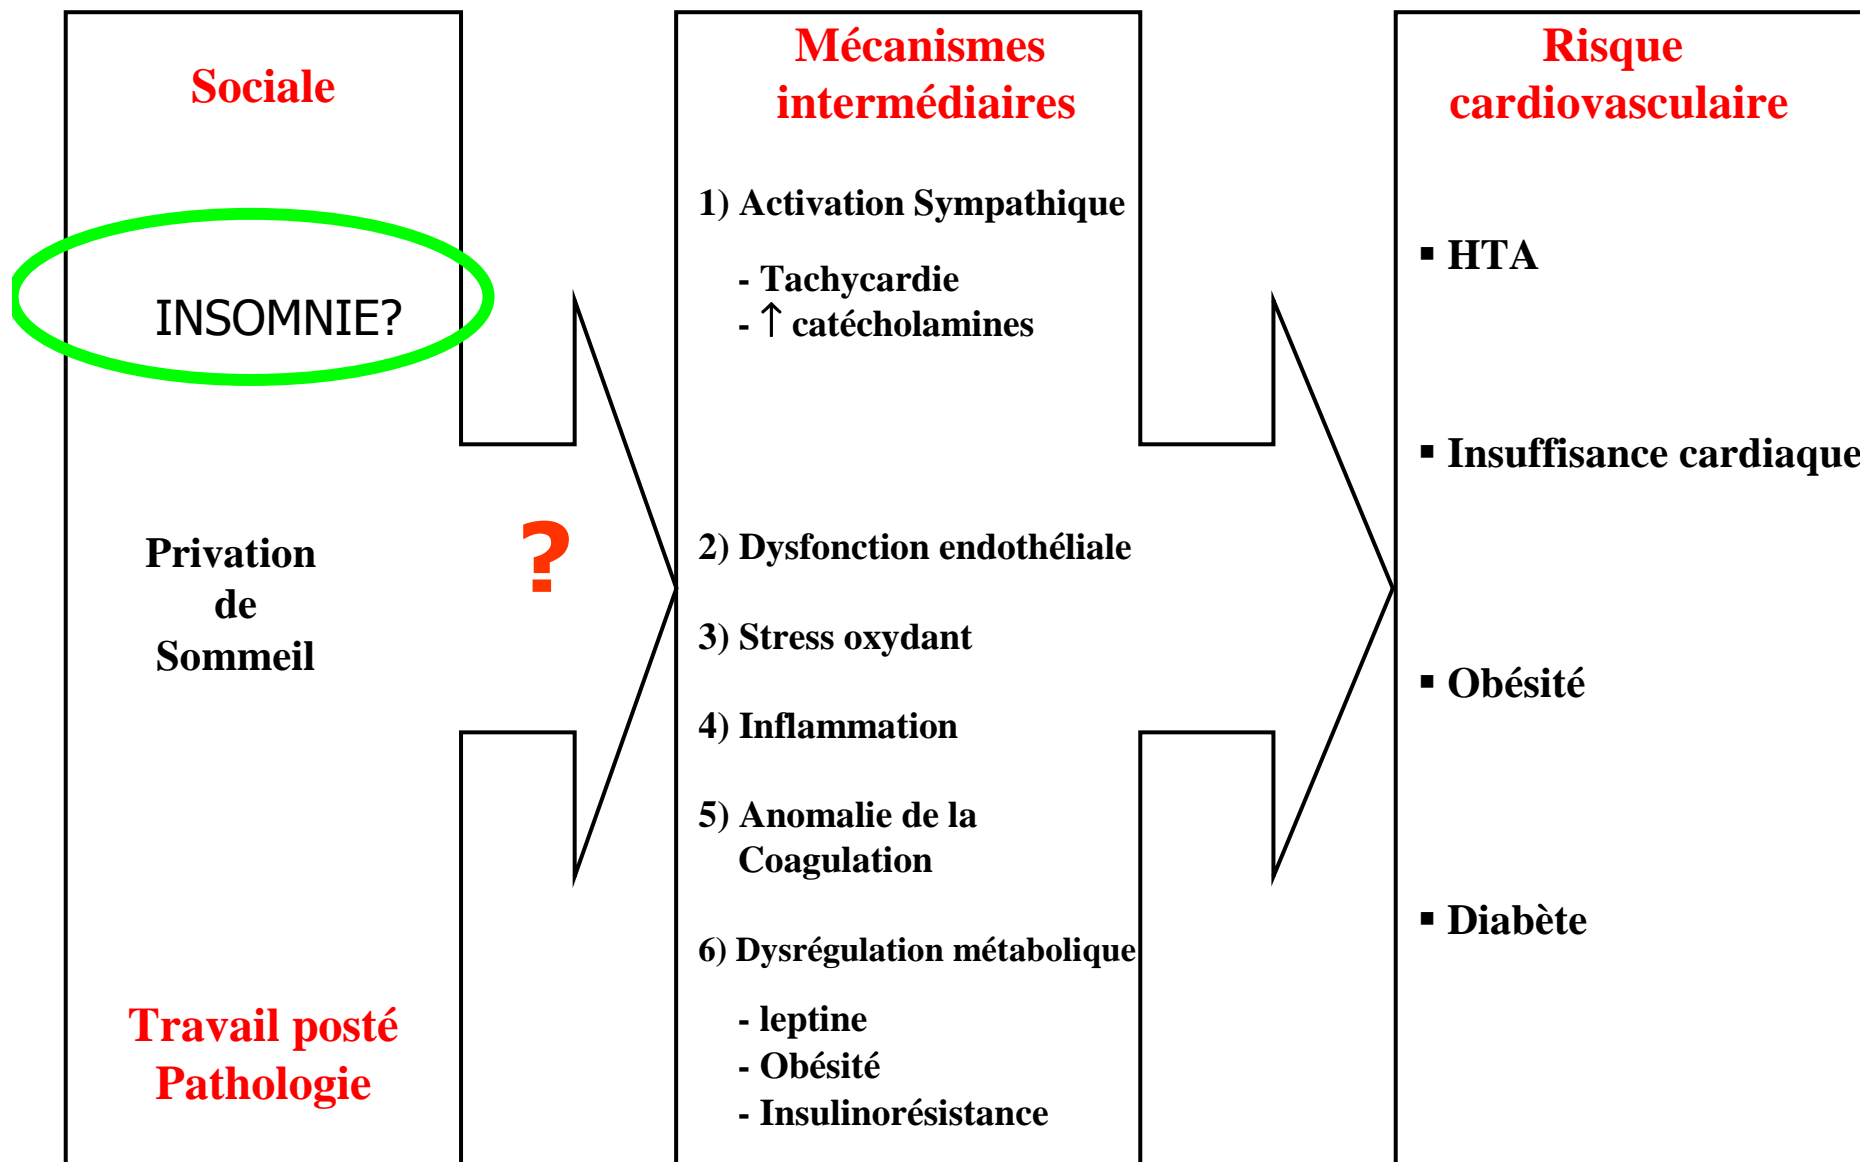 Sociale
INSOMNIE?
Privation
de
Sommeil
Travail posté
Pathologie
?
Mécanismes
intermédiaires
1) Activation Sympathique
- Tachycardie
- ↑ catécholamines
2) Dysfonction endothéliale
3) Stress oxydant
4) Inflammation
5) Anomalie de la
Coagulation
6) Dysrégulation métabolique
- leptine
- Obésité
- Insulinorésistance
Risque
cardiovasculaire
▪ HTA
▪ Insuffisance cardiaque
▪ Obésité
▪ Diabète